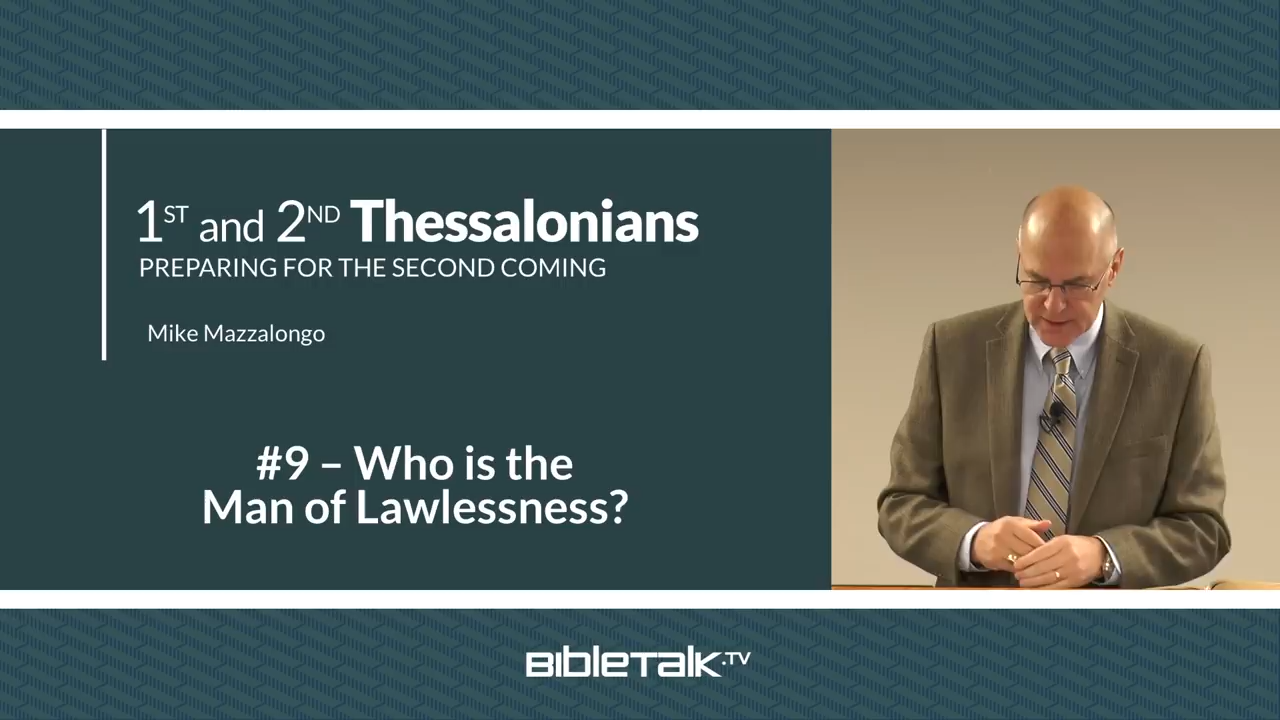 1ST and 2ND Thessalonians
PREPARING FOR THE SECOND COMING
Mike Mazzalongo
#9 – Who is the
Man of Lawlessness?
BIBLETALK.TV